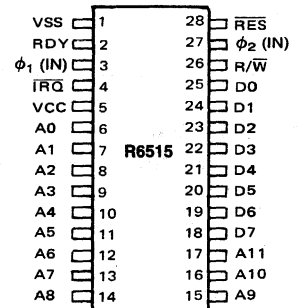 VSS 1 28 R̅E̅S̅
RDY 2 27 ϕ₂ (IN)
ϕ₁ (IN) 3 26 R/W̅
I̅R̅Q̅ 4 25 D0
VCC 5 24 D1
A0 6 23 D2
A1 7 R6515 22 D3
A2 8 21 D4
A3 9 20 D5
A4 10 19 D6
A5 11 18 D7
A6 12 17 A11
A7 13 16 A10
A8 14 15 A9